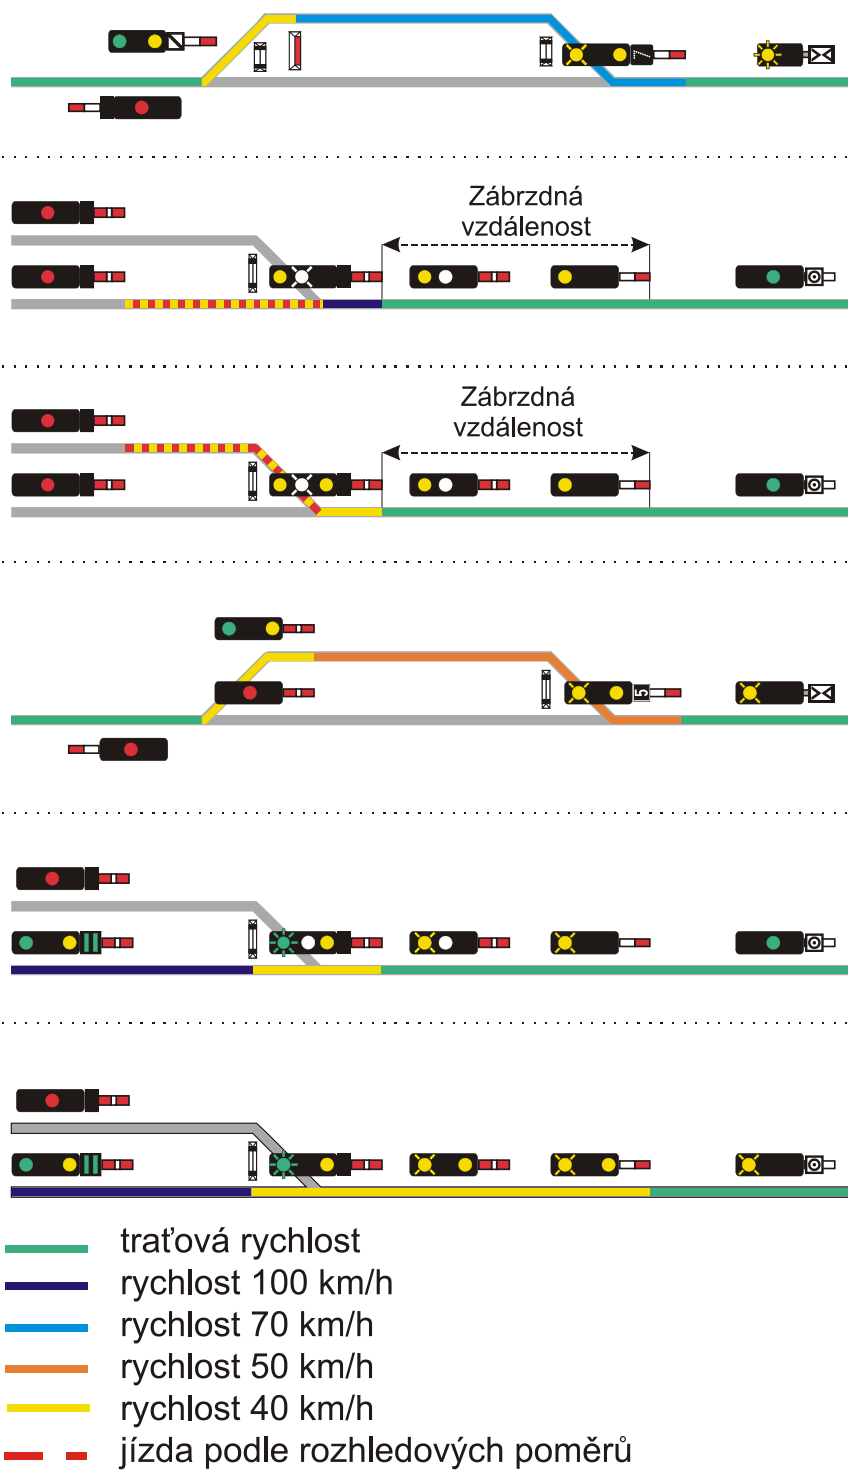 Zábrzdná
vzdálenost
Zábrzdná
vzdálenost
5
traťová rychlost
rychlost 100 km/h
rychlost 70 km/h
rychlost 50 km/h
rychlost 40 km/h
jízda podle rozhledových poměrů